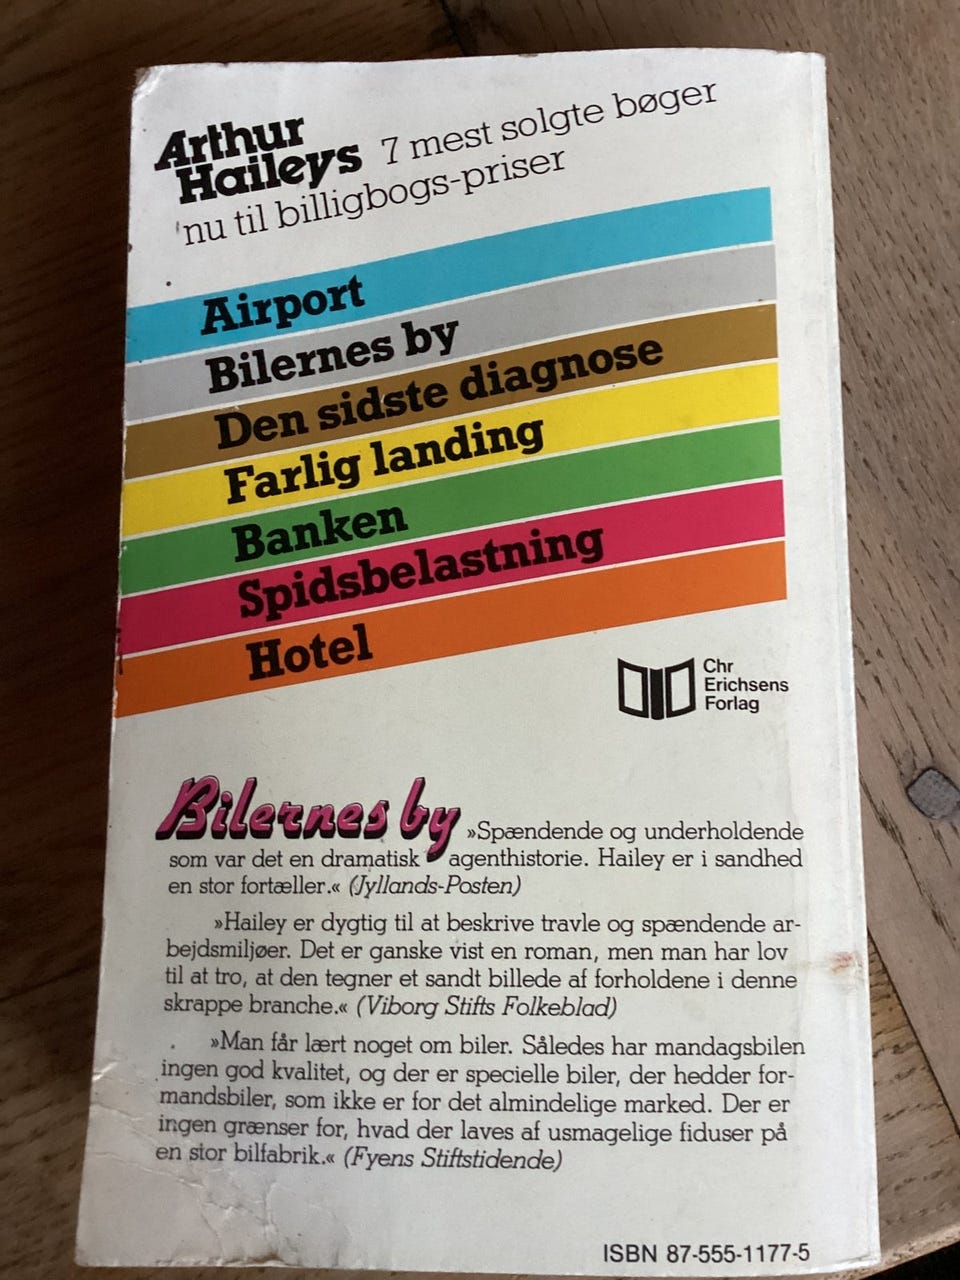 Arthur
Haileys 7 mest solgte bøger
nu til billigbogs-priser
Airport
Bilernes by
Den sidste diagnose
Farlig landing
Banken
Spidsbelastning
Hotel
Chr
Erichsens
Forlag
Bilernes by »Spændende og underholdende
som var det en dramatisk agenthistorie. Hailey er i sandhed
en stor fortæller.« (Jyllands-Posten)
»Hailey er dygtig til at beskrive travle og spændende ar-
bejdsmiljøer. Det er ganske vist en roman, men man har lov
til at tro, at den tegner et sandt billede af forholdene i denne
skrappe branche.« (Viborg Stifts Folkeblad)
»Man får lært noget om biler. Således har mandagsbilen
ingen god kvalitet, og der er specielle biler, der hedder for-
mandsbiler, som ikke er for det almindelige marked. Der er
ingen grænser for, hvad der laves af usmagelige fiduser på
en stor bilfabrik.« (Fyens Stiftstidende)
ISBN 87-555-1177-5